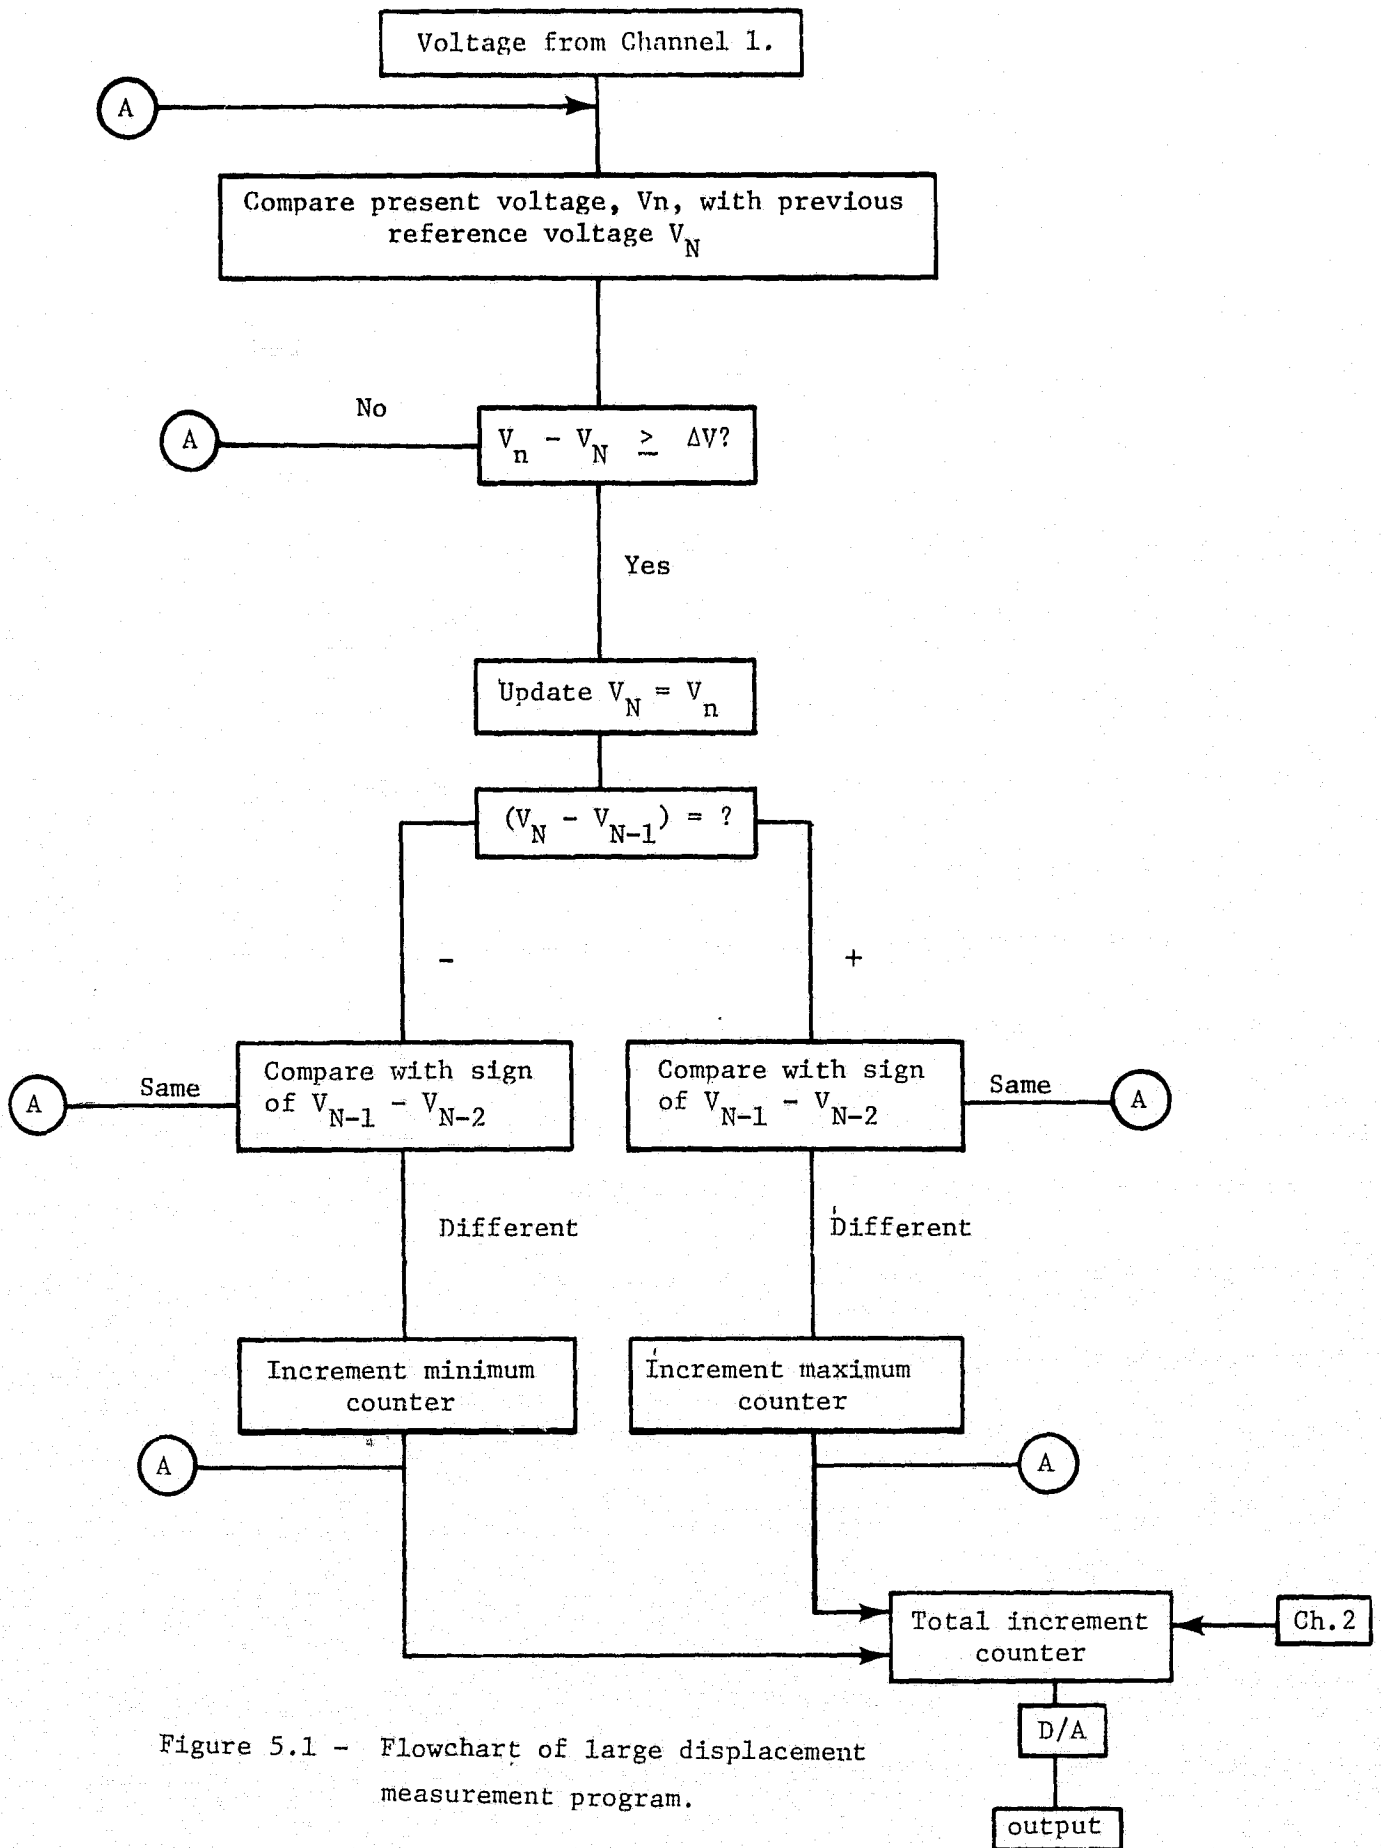 Voltage from Channel 1.
A
Compare present voltage, Vn, with previous
reference voltage V_N
No
A
V_n - V_N ≥ ΔV?
Yes
Update V_N = V_n
(V_N - V_N-1) = ?
-
+
A
Same
Compare with sign
of V_N-1 - V_N-2
Compare with sign
of V_N-1 - V_N-2
Same
A
Different
Different
Increment minimum
counter
Increment maximum
counter
A
A
Total increment
counter
Ch.2
D/A
output
Figure 5.1 - Flowchart of large displacement
measurement program.